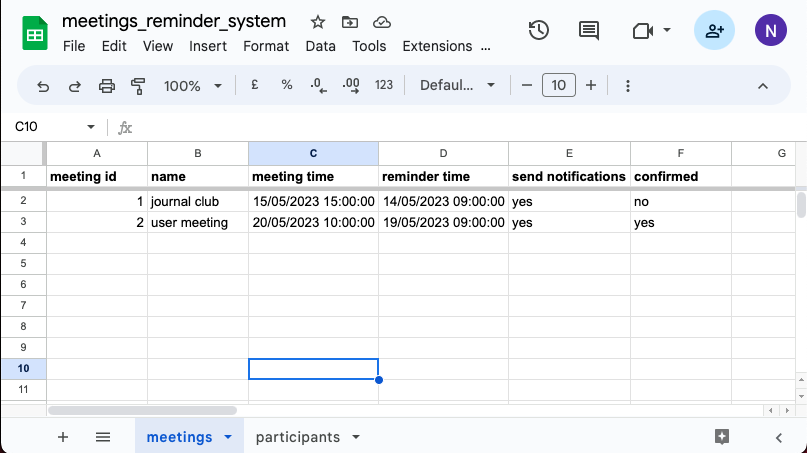 meetings_reminder_system
File Edit View Insert Format Data Tools Extensions ...
N
100% £ % .0 .00 123 Defaul... − 10 +
C10 fx
A B C D E F G
1 meeting id name meeting time reminder time send notifications confirmed
2 1 journal club 15/05/2023 15:00:00 14/05/2023 09:00:00 yes no
3 2 user meeting 20/05/2023 10:00:00 19/05/2023 09:00:00 yes yes
4
5
6
7
8
9
10
11
+ meetings participants